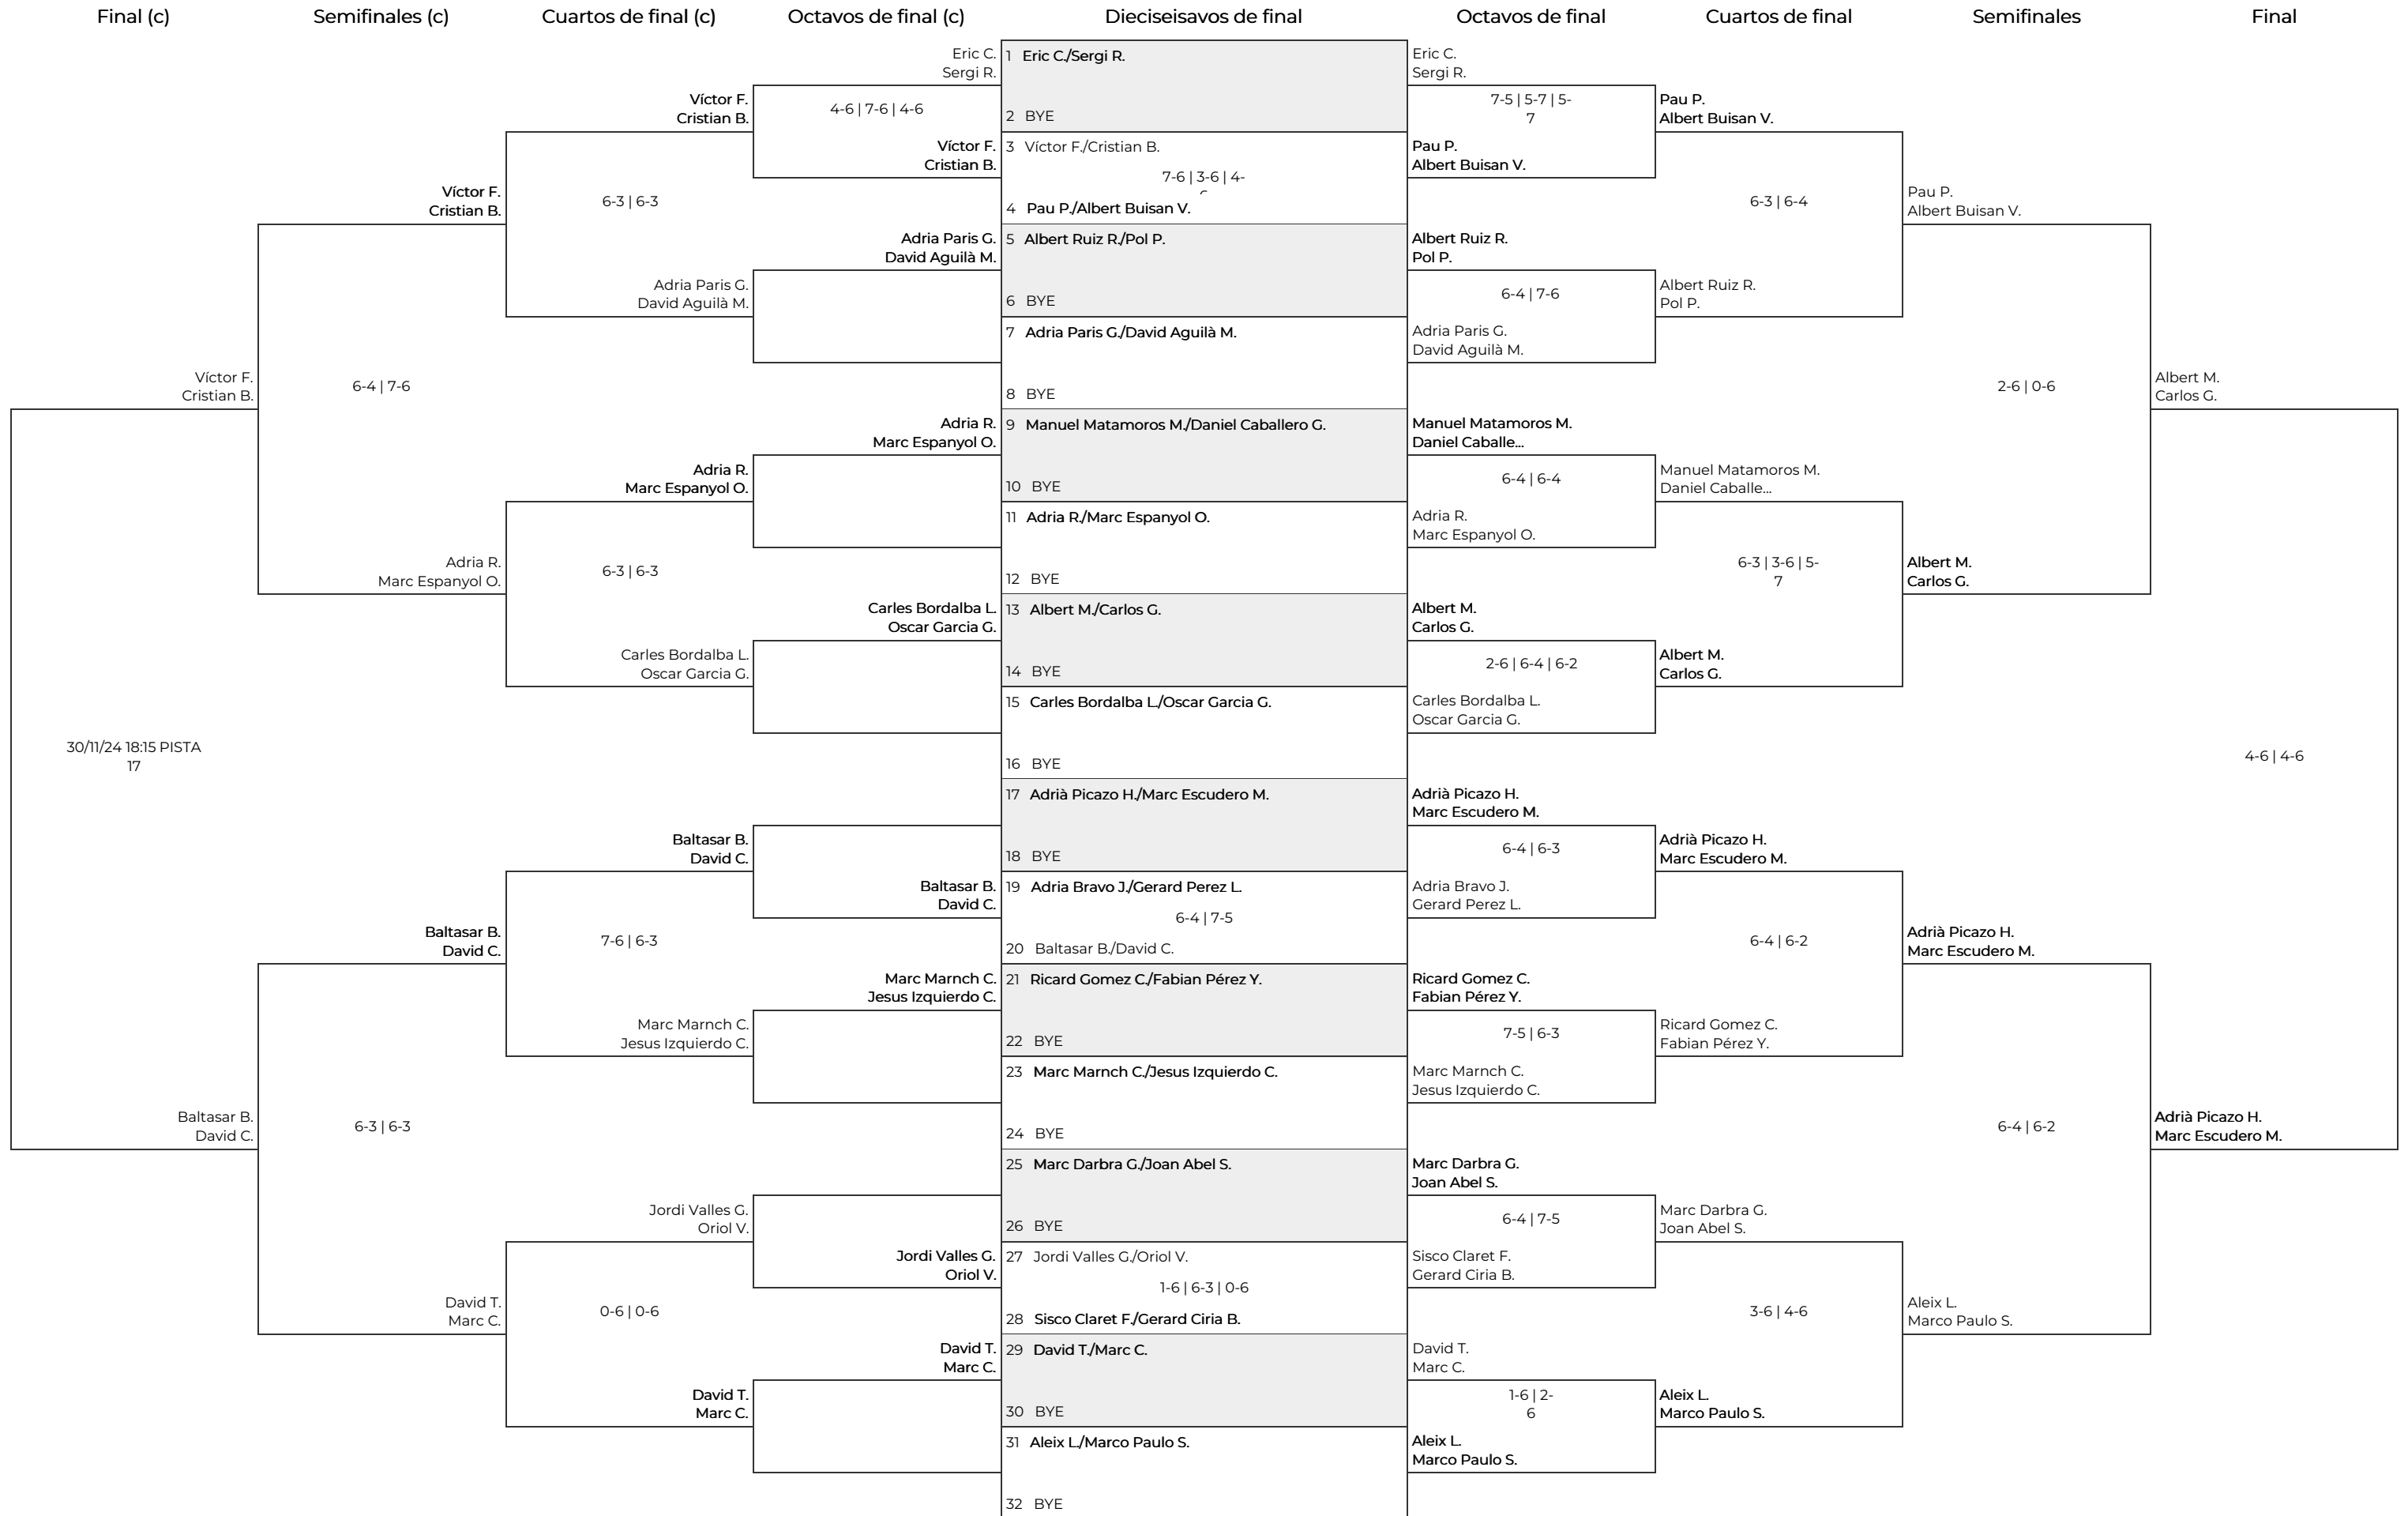 Final (c)
Semifinales (c)
Cuartos de final (c)
Octavos de final (c)
Dieciseisavos de final
Octavos de final
Cuartos de final
Semifinales
Final
Víctor F.
Cristian B.
30/11/24 18:15 PISTA
17
Baltasar B.
David C.
Víctor F.
Cristian B.
6-4 | 7-6
Adria R.
Marc Espanyol O.
Baltasar B.
David C.
6-3 | 6-3
David T.
Marc C.
Víctor F.
Cristian B.
6-3 | 6-3
Adria Paris G.
David Aguilà M.
Adria R.
Marc Espanyol O.
6-3 | 6-3
Carles Bordalba L.
Oscar Garcia G.
Baltasar B.
David C.
7-6 | 6-3
Marc Marnch C.
Jesus Izquierdo C.
Jordi Valles G.
Oriol V.
0-6 | 0-6
David T.
Marc C.
Eric C.
Sergi R.
4-6 | 7-6 | 4-6
Víctor F.
Cristian B.
Adria Paris G.
David Aguilà M.
Adria R.
Marc Espanyol O.
Carles Bordalba L.
Oscar Garcia G.
Baltasar B.
David C.
Marc Marnch C.
Jesus Izquierdo C.
Jordi Valles G.
Oriol V.
David T.
Marc C.
1 Eric C./Sergi R.
2 BYE
3 Víctor F./Cristian B.
7-6 | 3-6 | 4-
4 Pau P./Albert Buisan V.
5 Albert Ruiz R./Pol P.
6 BYE
7 Adria Paris G./David Aguilà M.
8 BYE
9 Manuel Matamoros M./Daniel Caballero G.
10 BYE
11 Adria R./Marc Espanyol O.
12 BYE
13 Albert M./Carlos G.
14 BYE
15 Carles Bordalba L./Oscar Garcia G.
16 BYE
17 Adrià Picazo H./Marc Escudero M.
18 BYE
19 Adria Bravo J./Gerard Perez L.
6-4 | 7-5
20 Baltasar B./David C.
21 Ricard Gomez C./Fabian Pérez Y.
22 BYE
23 Marc Marnch C./Jesus Izquierdo C.
24 BYE
25 Marc Darbra G./Joan Abel S.
26 BYE
27 Jordi Valles G./Oriol V.
1-6 | 6-3 | 0-6
28 Sisco Claret F./Gerard Ciria B.
29 David T./Marc C.
30 BYE
31 Aleix L./Marco Paulo S.
32 BYE
Eric C.
Sergi R.
7-5 | 5-7 | 5-
7
Pau P.
Albert Buisan V.
Albert Ruiz R.
Pol P.
6-4 | 7-6
Adria Paris G.
David Aguilà M.
Manuel Matamoros M.
Daniel Caballe...
6-4 | 6-4
Adria R.
Marc Espanyol O.
Albert M.
Carlos G.
2-6 | 6-4 | 6-2
Carles Bordalba L.
Oscar Garcia G.
Adrià Picazo H.
Marc Escudero M.
6-4 | 6-3
Adria Bravo J.
Gerard Perez L.
Ricard Gomez C.
Fabian Pérez Y.
7-5 | 6-3
Marc Marnch C.
Jesus Izquierdo C.
Marc Darbra G.
Joan Abel S.
6-4 | 7-5
Sisco Claret F.
Gerard Ciria B.
David T.
Marc C.
1-6 | 2-
6
Aleix L.
Marco Paulo S.
Pau P.
Albert Buisan V.
6-3 | 6-4
Albert Ruiz R.
Pol P.
Manuel Matamoros M.
Daniel Caballe...
6-3 | 3-6 | 5-
7
Albert M.
Carlos G.
Adrià Picazo H.
Marc Escudero M.
6-4 | 6-2
Ricard Gomez C.
Fabian Pérez Y.
Marc Darbra G.
Joan Abel S.
3-6 | 4-6
Aleix L.
Marco Paulo S.
Pau P.
Albert Buisan V.
2-6 | 0-6
Albert M.
Carlos G.
Adrià Picazo H.
Marc Escudero M.
6-4 | 6-2
Aleix L.
Marco Paulo S.
Albert M.
Carlos G.
4-6 | 4-6
Adrià Picazo H.
Marc Escudero M.